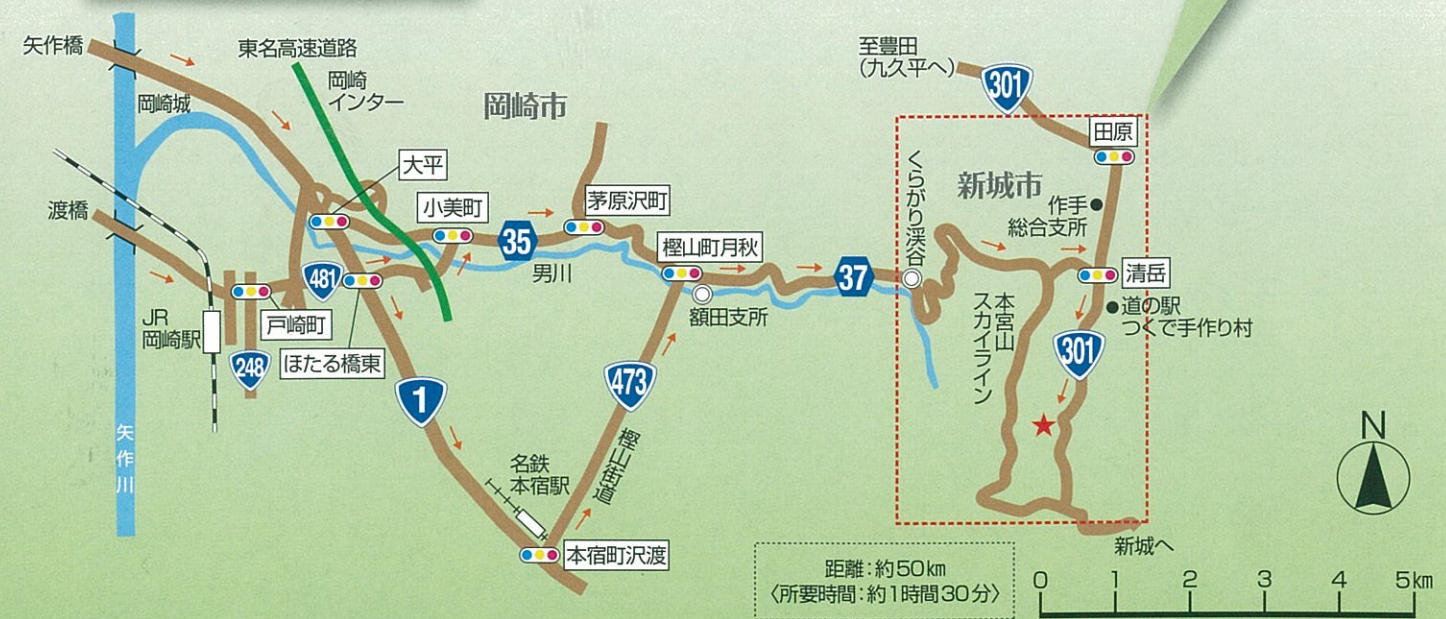 矢作橋
東名高速道路
岡崎
インター
岡崎城
岡崎市
至豊田
(九久平へ)
301
田原
大平
くらがり渓谷
新城市
作手
総合支所
渡橋
小美町
茅原沢町
35
樫山町月秋
男川
481
37
清岳
額田支所
JR
岡崎駅
戸崎町
本宮山
スカイライン
道の駅
つくで手作り村
248
ほたる橋東
301
1
473
矢作川
樫山街道
名鉄
本宿駅
N
本宿町沢渡
新城へ
距離:約50km
〈所要時間:約1時間30分〉
0 1 2 3 4 5km